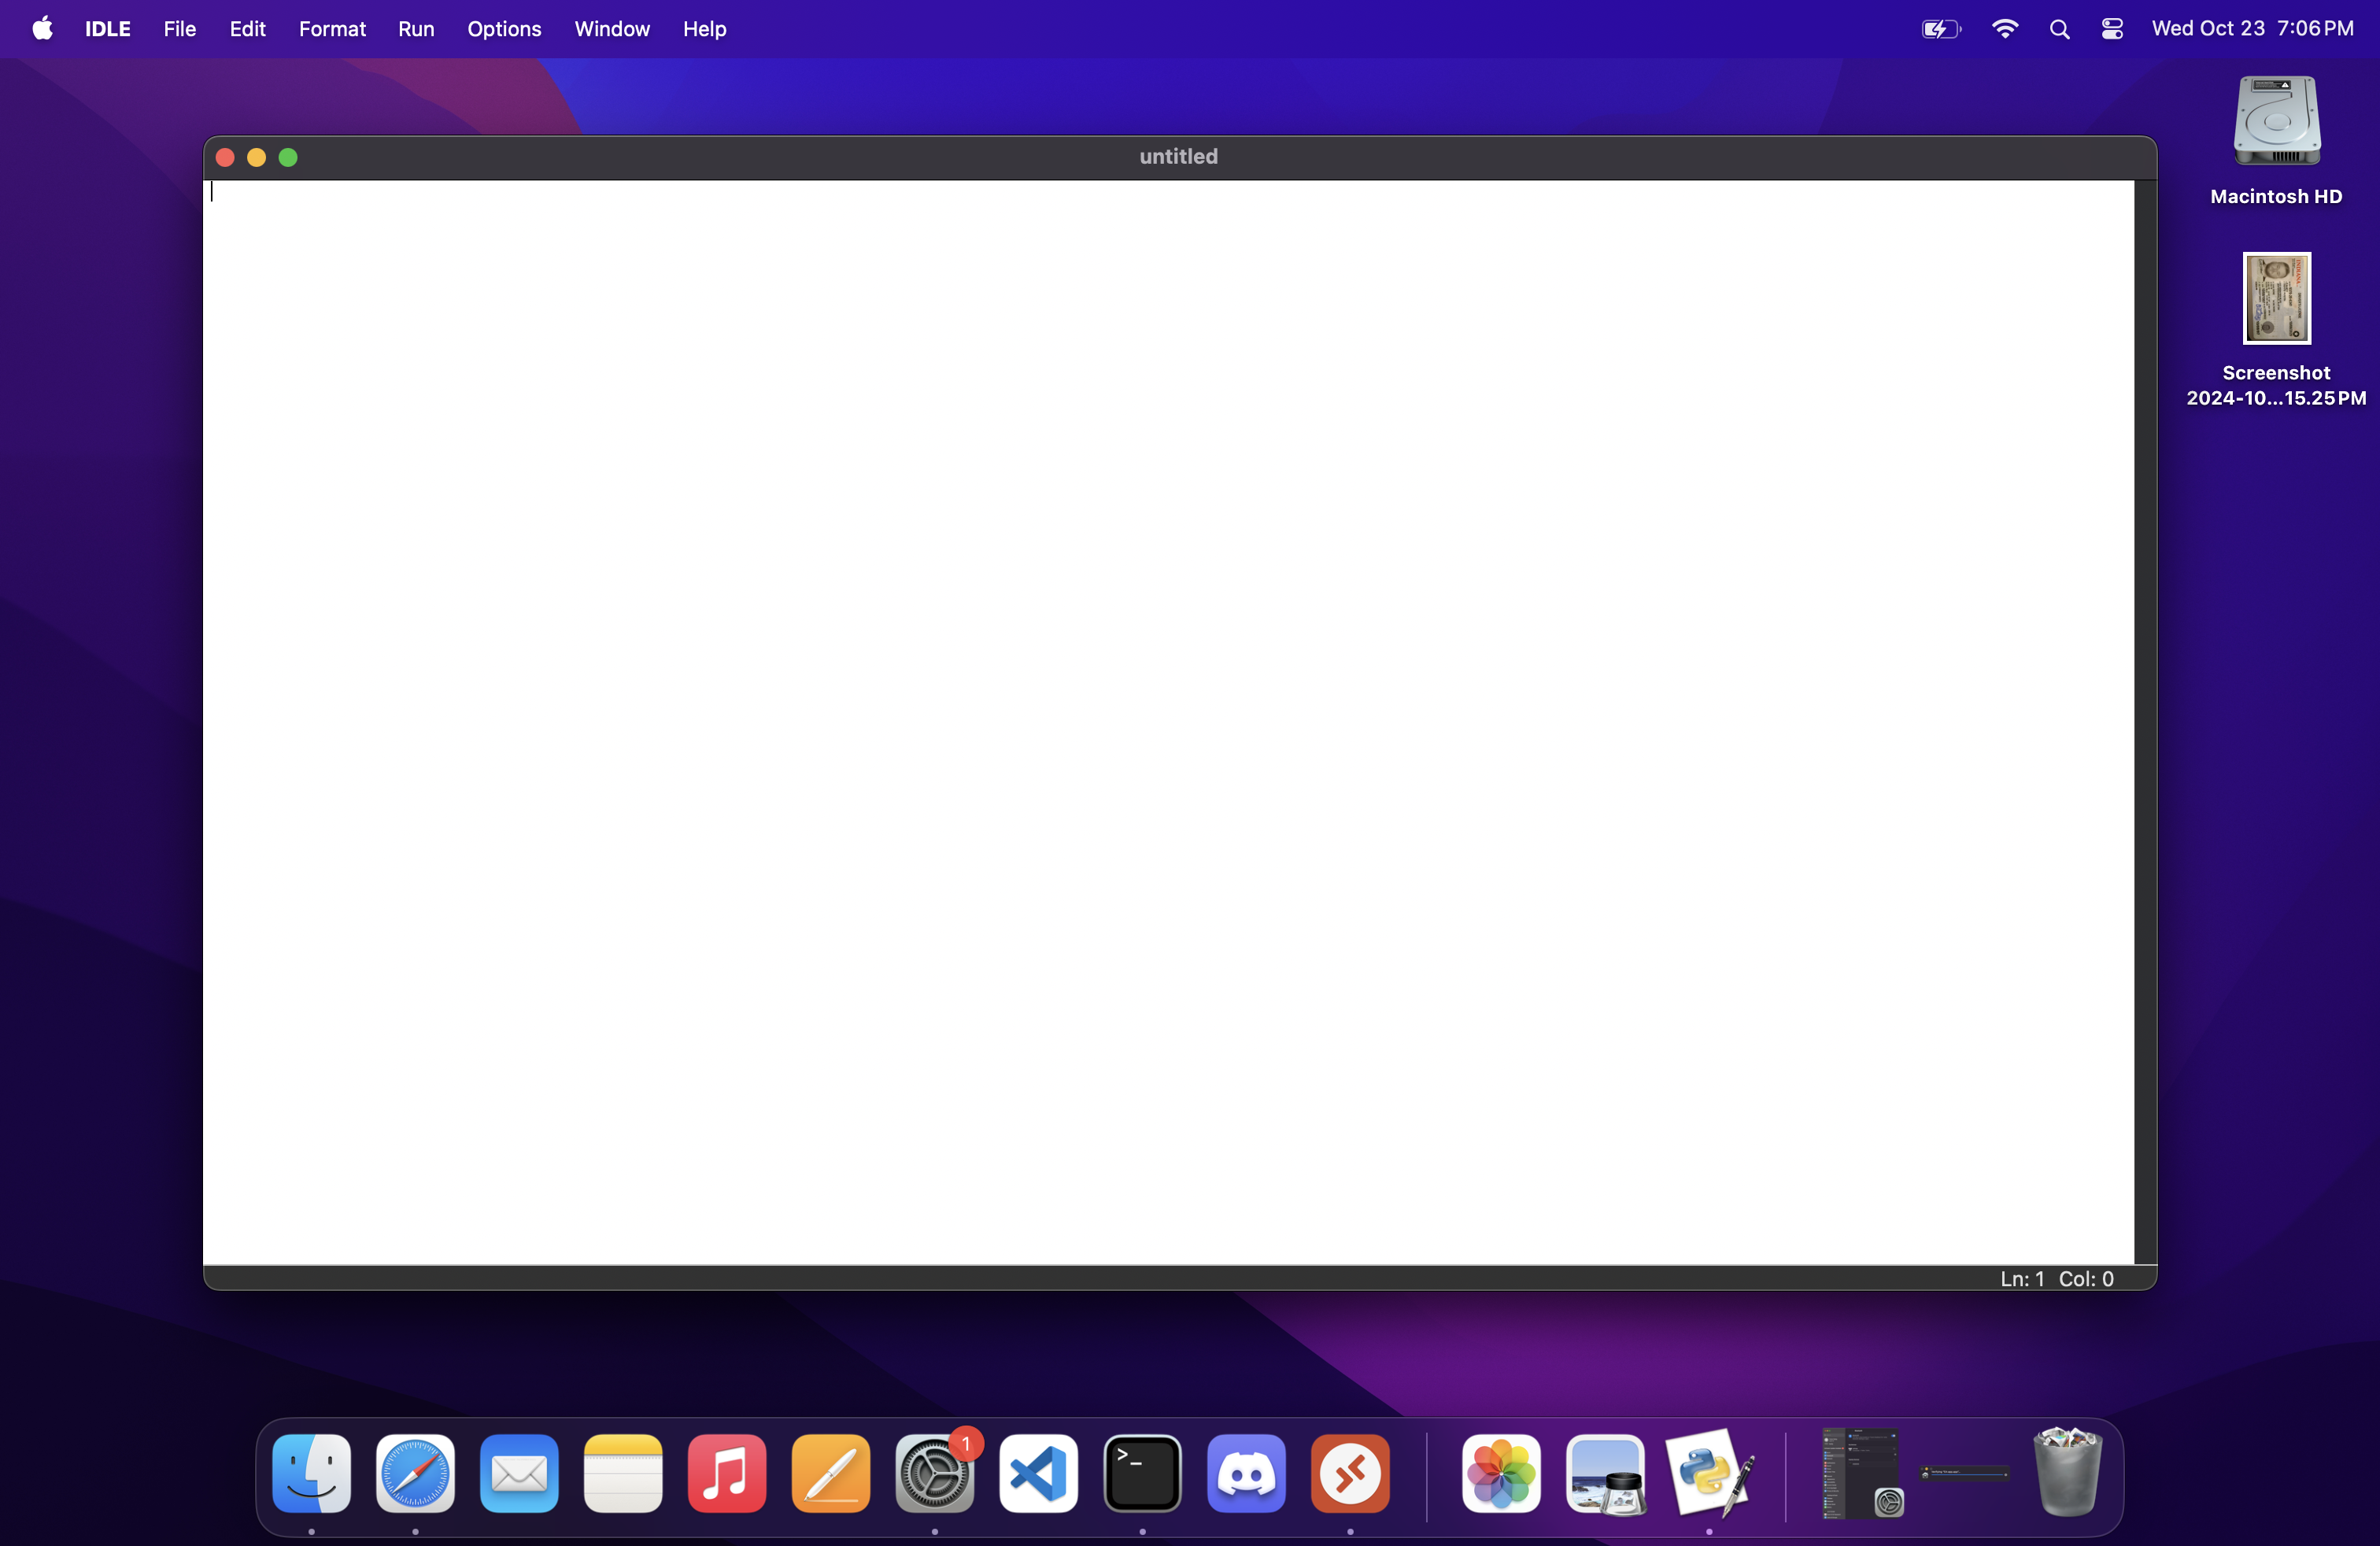 IDLE File Edit Format Run Options Window Help Wed Oct 23 7:06 PM
untitled
Macintosh HD
Screenshot
2024-10...15.25 PM
Ln: 1 Col: 0
1
>_